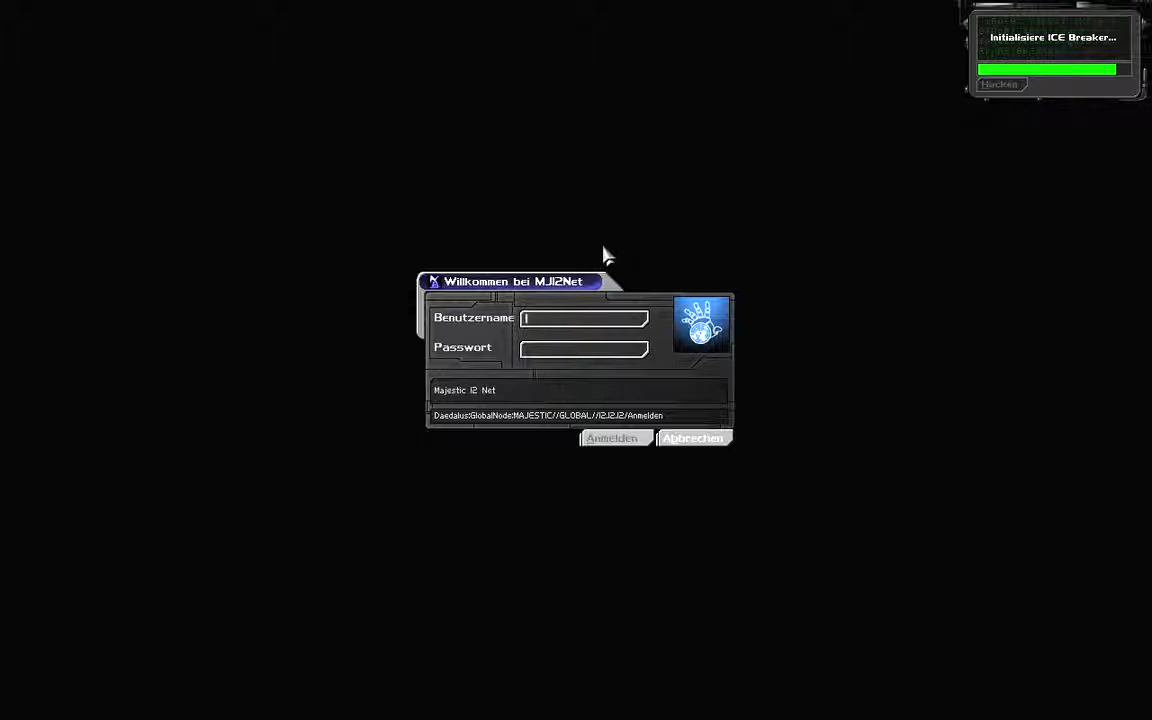 Initialisiere ICE Breaker...
Hacken
Willkommen bei MJ12Net
Benutzername
Passwort
Majestic 12 Net
Daedalus:GlobalNode:MAJESTIC//GLOBAL//12.12.12/Anmelden
Anmelden
Abbrechen